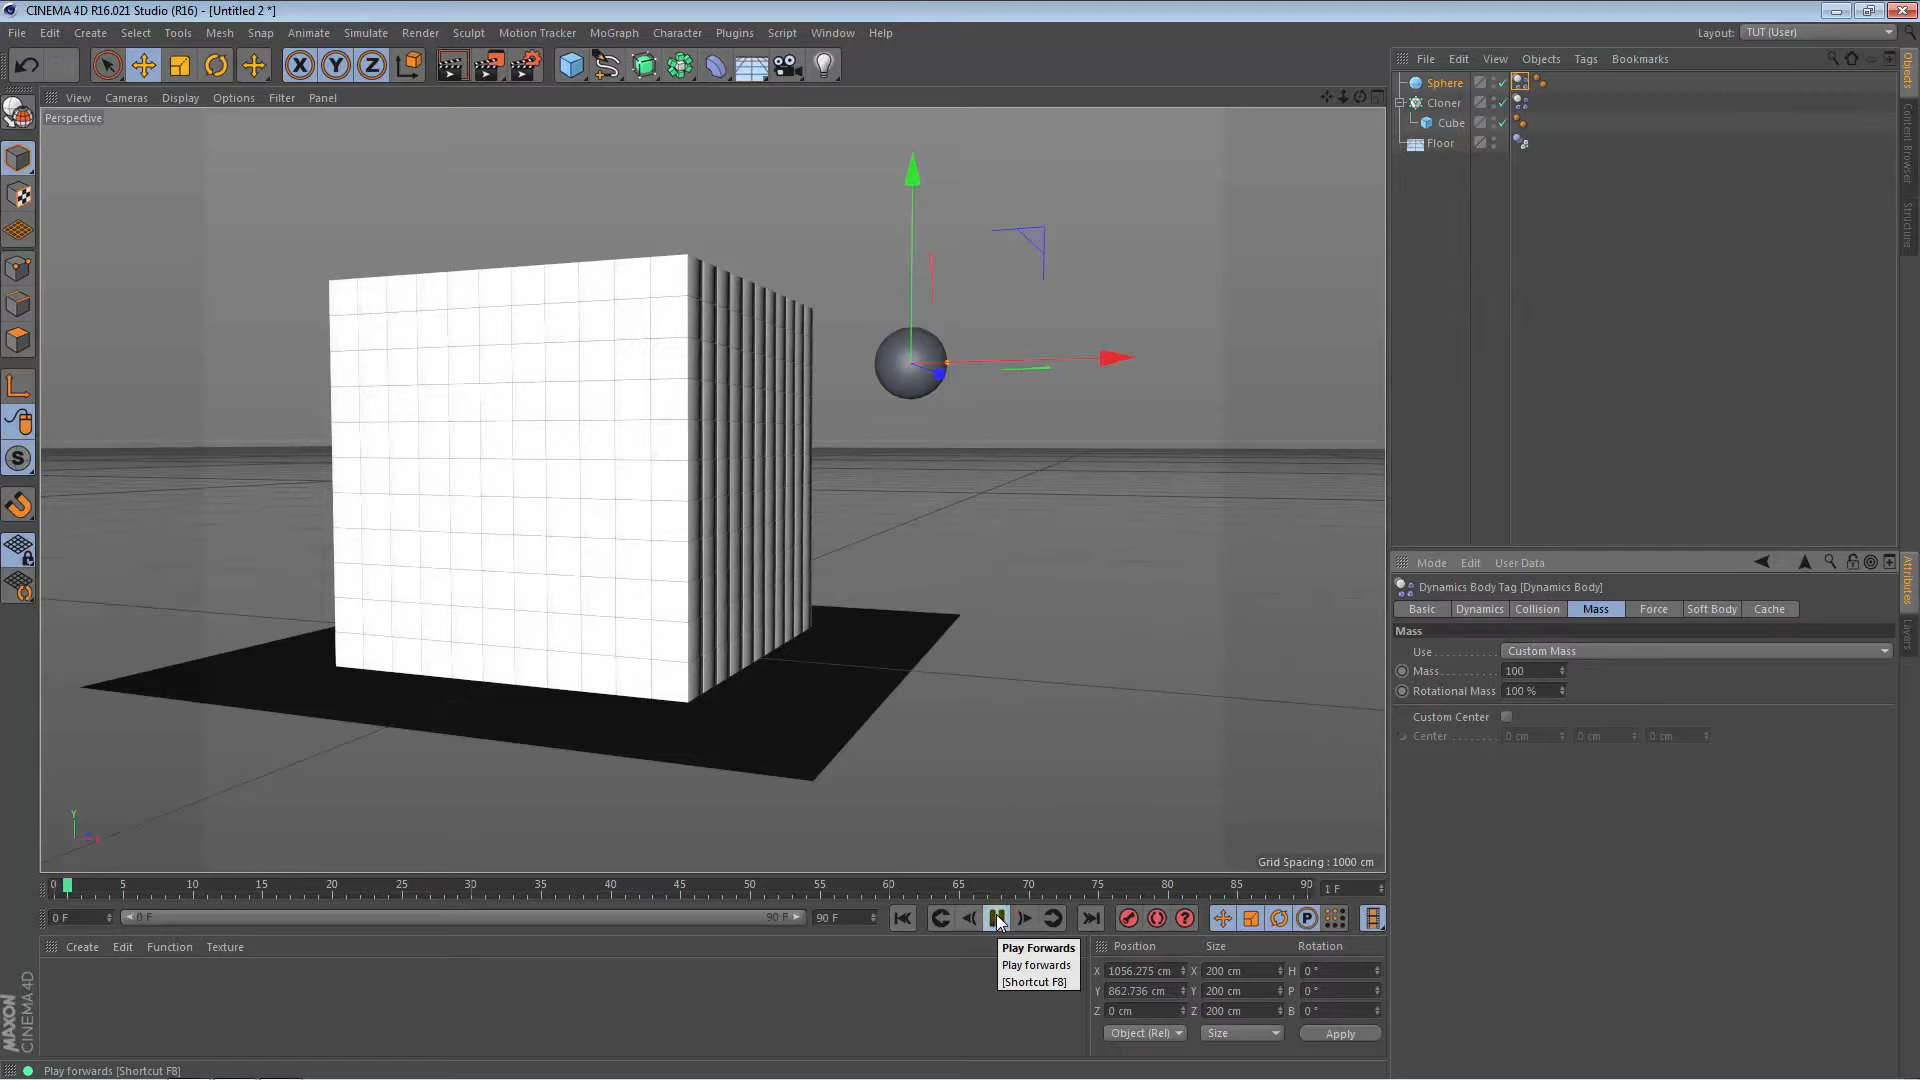 CINEMA 4D R16.021 Studio (R16) - [Untitled 2 *]
File Edit Create Select Tools Mesh Snap Animate Simulate Render Sculpt Motion Tracker MoGraph Character Plugins Script Window Help Layout: TUT (User)
X Y Z
File Edit View Objects Tags Bookmarks
View Cameras Display Options Filter Panel
Perspective
Sphere
Cloner
Cube
Floor
Objects
Content Browser
Structure
S
Mode Edit User Data
Dynamics Body Tag [Dynamics Body]
Basic Dynamics Collision Mass Force Soft Body Cache
Mass
Use Custom Mass
Mass 100
Rotational Mass 100 %
Custom Center
Center 0 cm 0 cm 0 cm
Attributes
Layers
Y
Grid Spacing : 1000 cm
0 5 10 15 20 25 30 35 40 45 50 55 60 65 70 75 80 85 90 1 F
0 F 0 F 90 F 90 F P
Create Edit Function Texture
Play Forwards
Play forwards
[Shortcut F8]
Position Size Rotation
X 1056.275 cm X 200 cm H 0 °
Y 862.736 cm Y 200 cm P 0 °
Z 0 cm Z 200 cm B 0 °
Object (Rel) Size Apply
MAXON
CINEMA 4D
Play forwards [Shortcut F8]